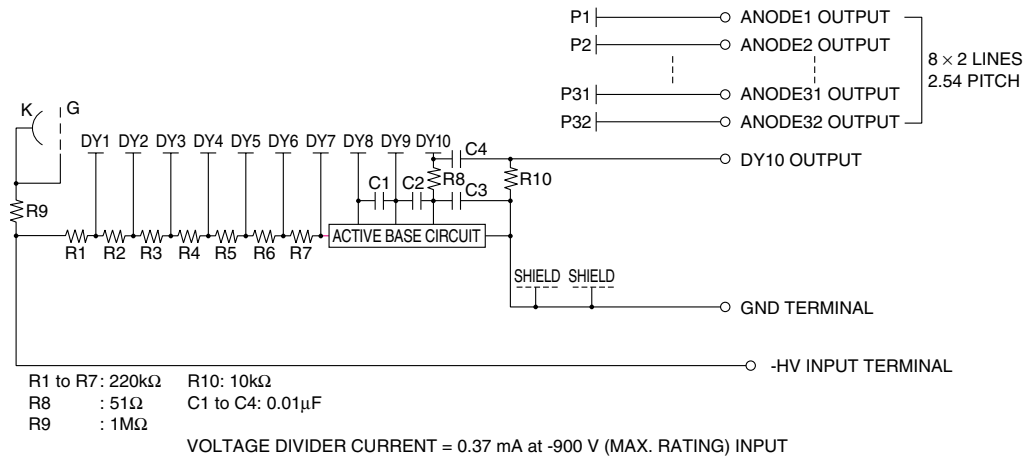 P1 ANODE1 OUTPUT
P2 ANODE2 OUTPUT
8 × 2 LINES
2.54 PITCH
P31 ANODE31 OUTPUT
P32 ANODE32 OUTPUT
K G
DY1 DY2 DY3 DY4 DY5 DY6 DY7 DY8 DY9 DY10
C4
DY10 OUTPUT
C1 C2 R8 C3 R10
R9
R1 R2 R3 R4 R5 R6 R7
ACTIVE BASE CIRCUIT
SHIELD SHIELD
GND TERMINAL
-HV INPUT TERMINAL
R1 to R7: 220kΩ R10: 10kΩ
R8 : 51Ω C1 to C4: 0.01μF
R9 : 1MΩ
VOLTAGE DIVIDER CURRENT = 0.37 mA at -900 V (MAX. RATING) INPUT